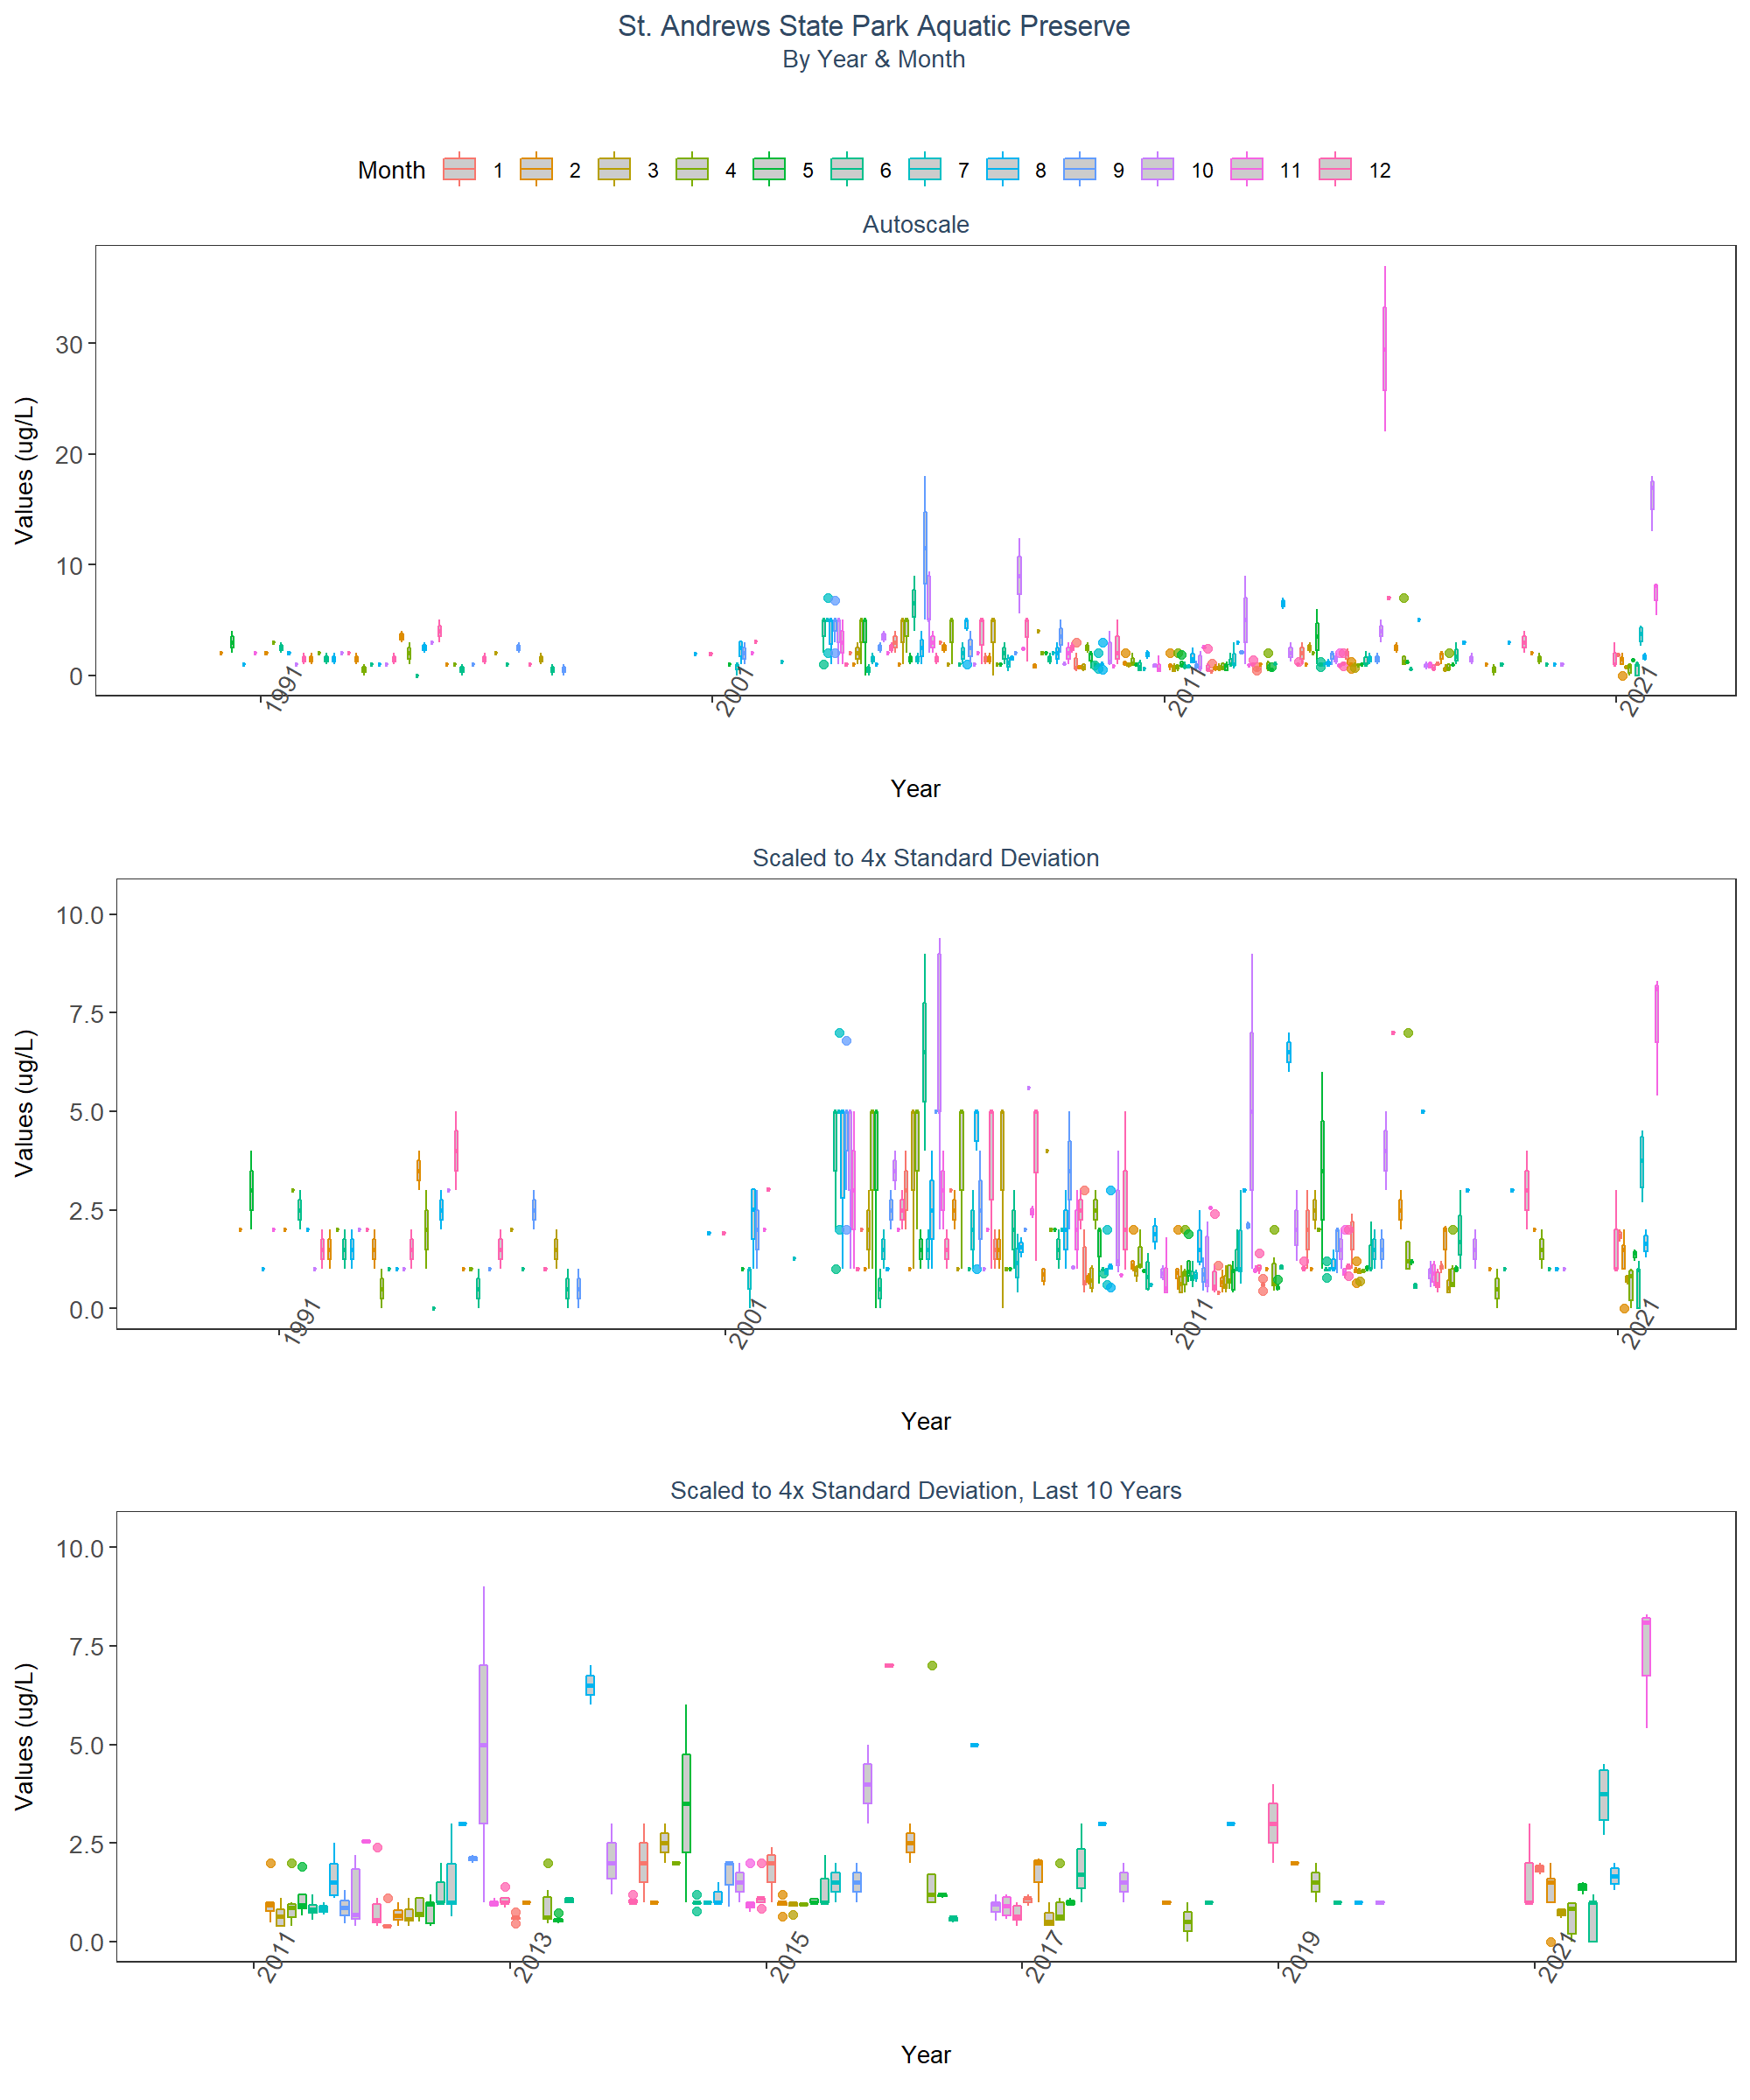 St. Andrews State Park Aquatic Preserve
By Year & Month
Month 1 2 3 4 5 6 7 8 9 10 11 12
Autoscale
Values (ug/L)
30
20
10
0
1991 2001 2011 2021
Year
Scaled to 4x Standard Deviation
Values (ug/L)
10.0
7.5
5.0
2.5
0.0
1991 2001 2011 2021
Year
Scaled to 4x Standard Deviation, Last 10 Years
Values (ug/L)
10.0
7.5
5.0
2.5
0.0
2011 2013 2015 2017 2019 2021
Year